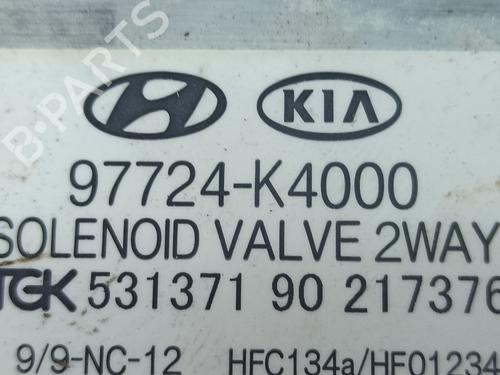 B-PARTS
KIA
97724-K4000
SOLENOID VALVE 2WAY
TGK 531371 90 217376
9/9-NC-12 HFC134a/HFO1234